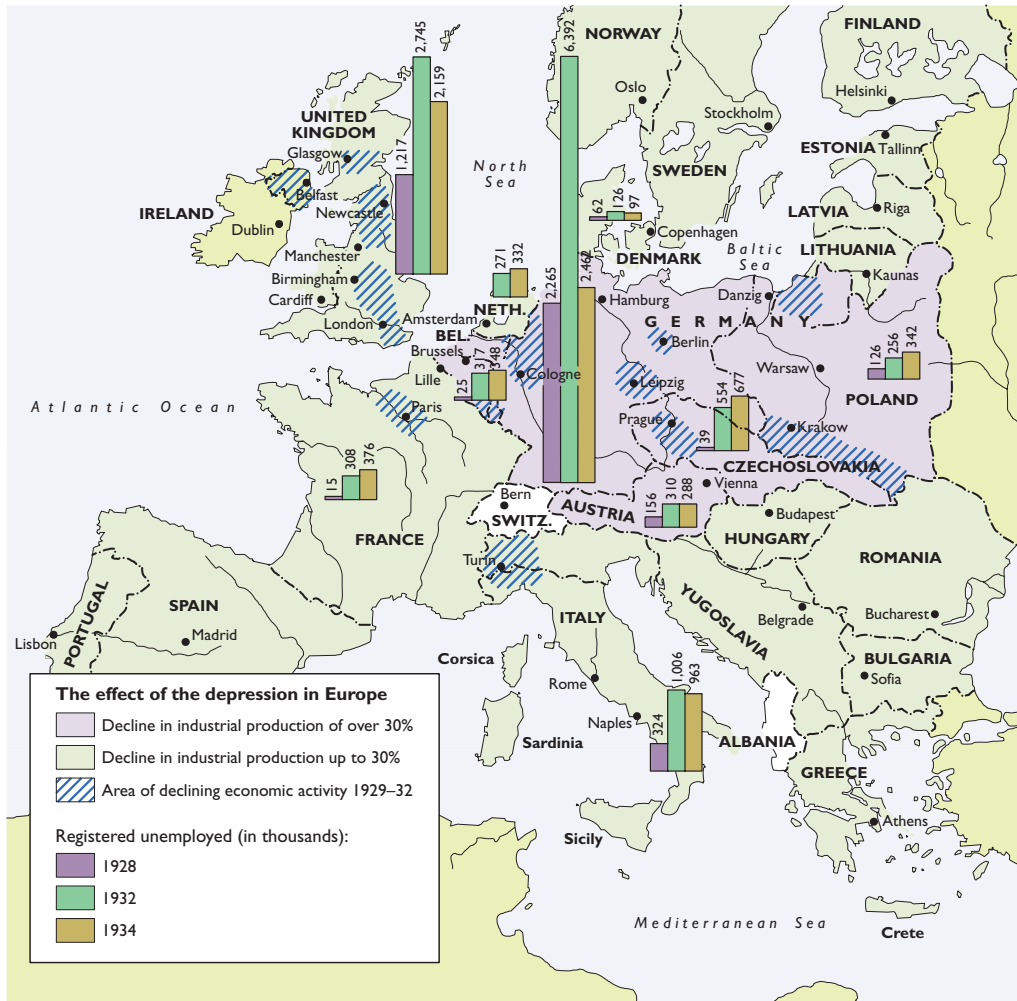 NORWAY
FINLAND
Oslo
Stockholm
Helsinki
2,745
6,392
2,159
1,217
UNITED
KINGDOM
Glasgow
North
Sea
SWEDEN
ESTONIA
Tallinn
Belfast
Newcastle
IRELAND
Dublin
62
126
97
Copenhagen
LATVIA
Riga
DENMARK
Baltic
Sea
LITHUANIA
Kaunas
Manchester
Birmingham
Cardiff
London
271
332
2,265
2,462
Hamburg
Danzig
NETH.
Amsterdam
GERMANY
BEL.
Brussels
Lille
25
317
348
Cologne
Berlin
Leipzig
Warsaw
126
256
342
POLAND
Atlantic Ocean
Paris
Prague
39
554
677
Krakow
CZECHOSLOVAKIA
15
308
376
FRANCE
Bern
SWITZ.
AUSTRIA
156
310
288
Vienna
Budapest
HUNGARY
ROMANIA
Turin
PORTUGAL
SPAIN
Lisbon
Madrid
ITALY
YUGOSLAVIA
Belgrade
Bucharest
BULGARIA
Sofia
Corsica
Rome
Naples
Sardinia
324
1,006
963
ALBANIA
GREECE
Athens
Sicily
Mediterranean Sea
Crete
The effect of the depression in Europe
Decline in industrial production of over 30%
Decline in industrial production up to 30%
Area of declining economic activity 1929–32
Registered unemployed (in thousands):
1928
1932
1934